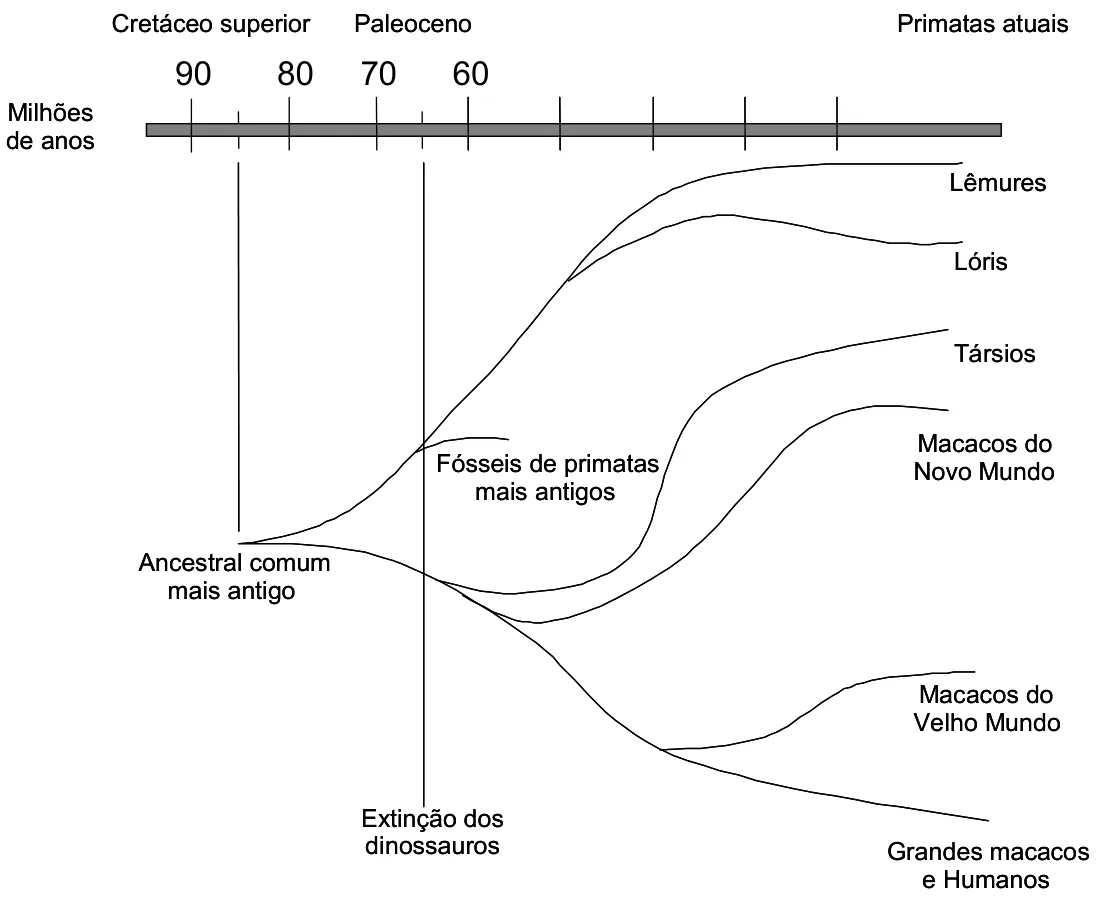 Cretáceo superior
Paleoceno
Primatas atuais
90
80
70
60
Milhões
de anos
Lêmures
Lóris
Társios
Macacos do
Novo Mundo
Fósseis de primatas
mais antigos
Ancestral comum
mais antigo
Macacos do
Velho Mundo
Extinção dos
dinossauros
Grandes macacos
e Humanos